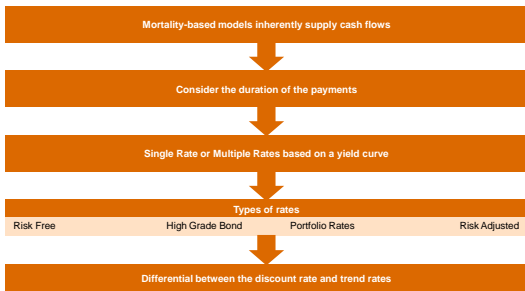 Mortality-based models inherently supply cash flows
Consider the duration of the payments
Single Rate or Multiple Rates based on a yield curve
Types of rates
Risk Free High Grade Bond Portfolio Rates Risk Adjusted
Differential between the discount rate and trend rates